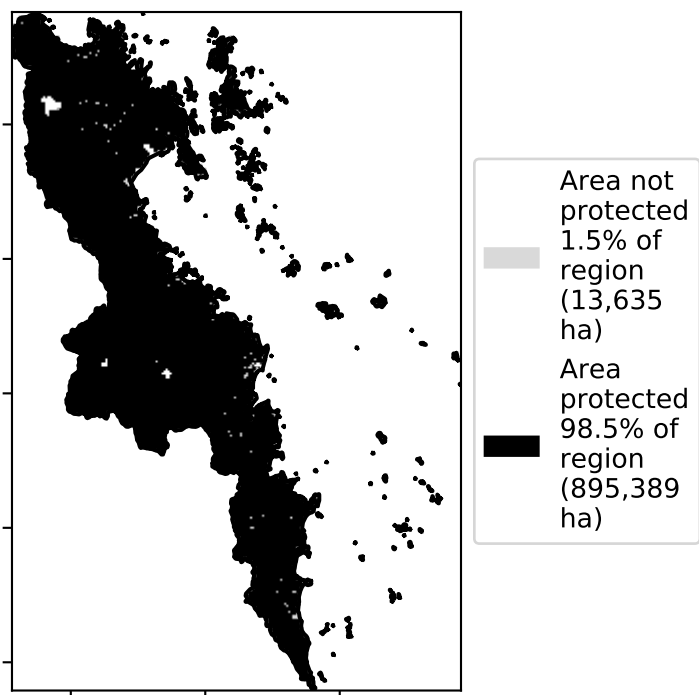 Area not
protected
1.5% of
region
(13,635
ha)
Area
protected
98.5% of
region
(895,389
ha)